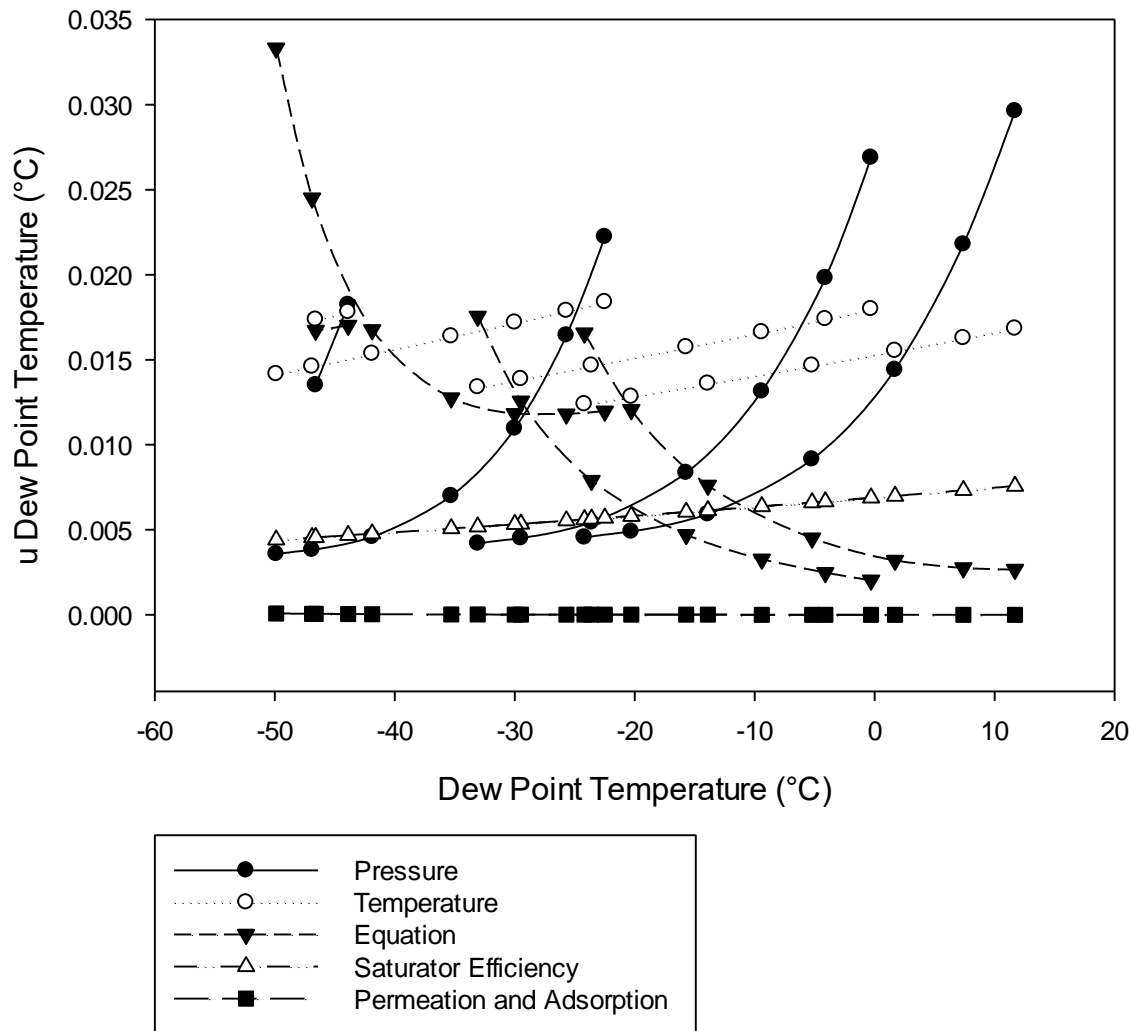 0.035
0.030
0.025
0.020
0.015
0.010
0.005
0.000
u Dew Point Temperature (°C)
-60 -50 -40 -30 -20 -10 0 10 20
Dew Point Temperature (°C)
Pressure
Temperature
Equation
Saturator Efficiency
Permeation and Adsorption